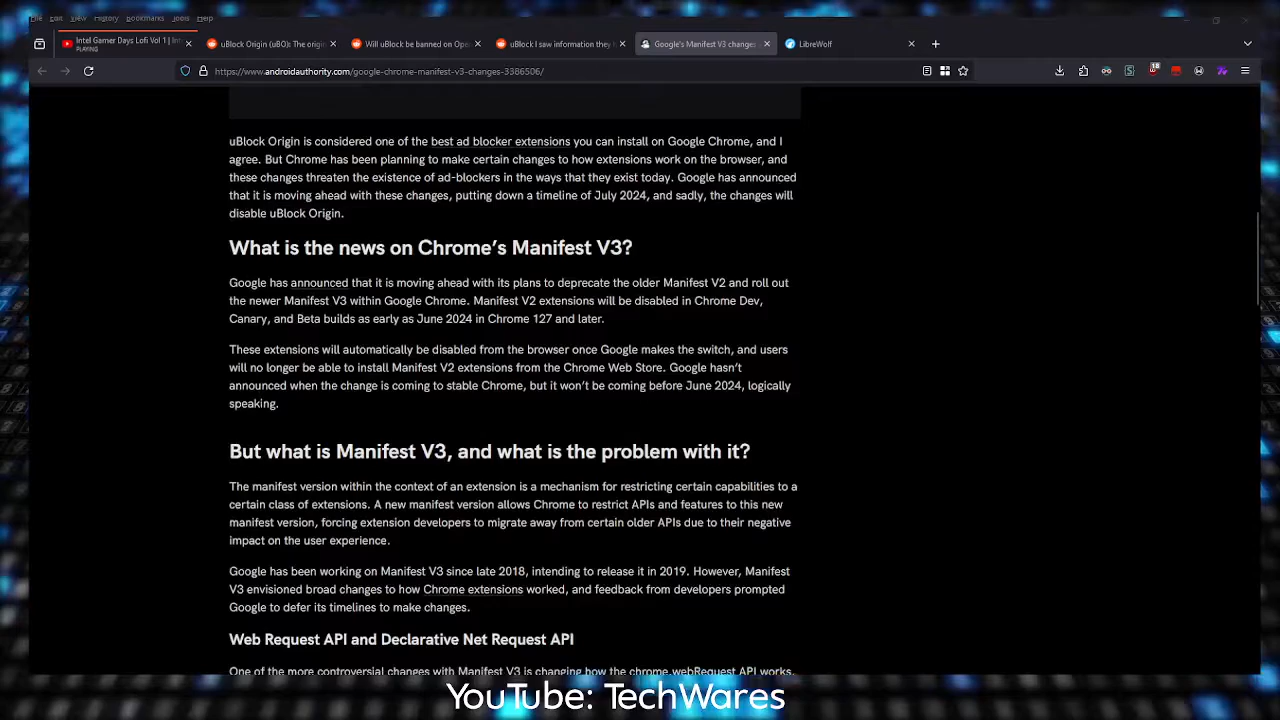 File Edit View History Bookmarks Tools Help
Intel Gamer Days Lofi Vol 1 | Int
PLAYING
uBlock Origin (uBO): The origi
Will uBlock be banned on Ope
uBlock I saw information they h
Google's Manifest V3 changes
LibreWolf
https://www.androidauthority.com/google-chrome-manifest-v3-changes-3386506/
18
uBlock Origin is considered one of the best ad blocker extensions you can install on Google Chrome, and I
agree. But Chrome has been planning to make certain changes to how extensions work on the browser, and
these changes threaten the existence of ad-blockers in the ways that they exist today. Google has announced
that it is moving ahead with these changes, putting down a timeline of July 2024, and sadly, the changes will
disable uBlock Origin.
What is the news on Chrome’s Manifest V3?
Google has announced that it is moving ahead with its plans to deprecate the older Manifest V2 and roll out
the newer Manifest V3 within Google Chrome. Manifest V2 extensions will be disabled in Chrome Dev,
Canary, and Beta builds as early as June 2024 in Chrome 127 and later.
These extensions will automatically be disabled from the browser once Google makes the switch, and users
will no longer be able to install Manifest V2 extensions from the Chrome Web Store. Google hasn’t
announced when the change is coming to stable Chrome, but it won’t be coming before June 2024, logically
speaking.
But what is Manifest V3, and what is the problem with it?
The manifest version within the context of an extension is a mechanism for restricting certain capabilities to a
certain class of extensions. A new manifest version allows Chrome to restrict APIs and features to this new
manifest version, forcing extension developers to migrate away from certain older APIs due to their negative
impact on the user experience.
Google has been working on Manifest V3 since late 2018, intending to release it in 2019. However, Manifest
V3 envisioned broad changes to how Chrome extensions worked, and feedback from developers prompted
Google to defer its timelines to make changes.
Web Request API and Declarative Net Request API
One of the more controversial changes with Manifest V3 is changing how the chrome.webRequest API works.
YouTube: TechWares